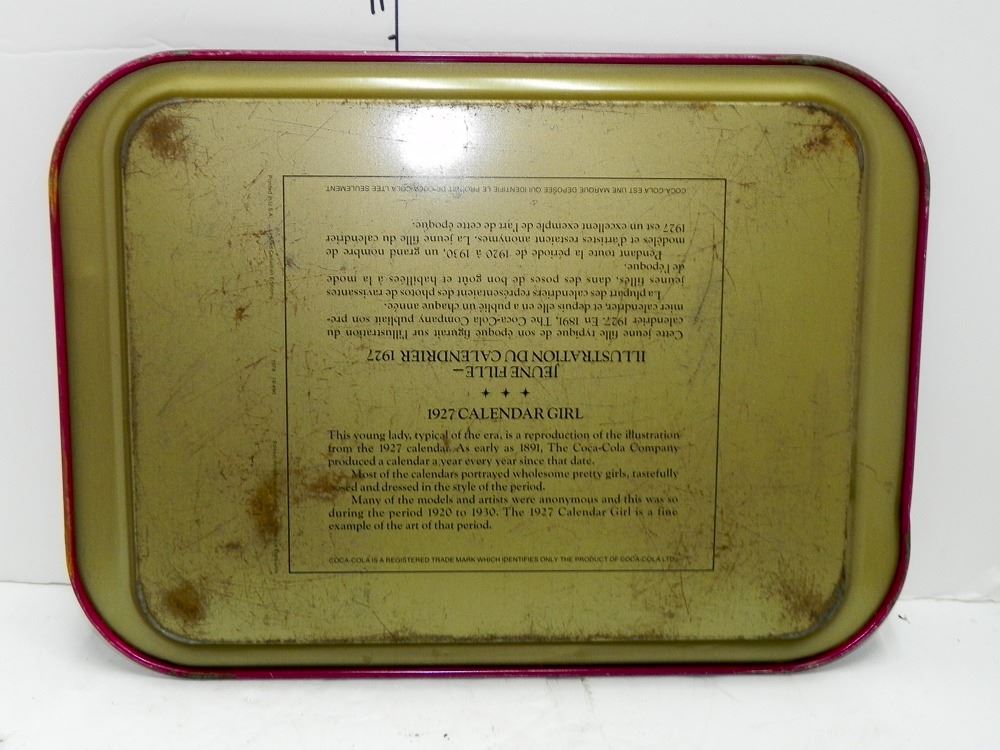 1927 CALENDAR GIRL
This young lady, typical of the era, is a reproduction of the illustration
from the 1927 calendar. As early as 1891, The Coca-Cola Company
produced a calendar a year every year since that date.
Most of the calendars portrayed wholesome pretty girls, tastefully
posed and dressed in the style of the period.
Many of the models and artists were anonymous and this was so
during the period 1920 to 1930. The 1927 Calendar Girl is a fine
example of the art of that period.
COCA-COLA IS A REGISTERED TRADE MARK WHICH IDENTIFIES ONLY THE PRODUCT OF COCA-COLA LTD.
JEUNE FILLE—
ILLUSTRATION DU CALENDRIER 1927
Cette jeune fille typique de son époque figurait sur l'illustration du
calendrier 1927. En 1891, The Coca-Cola Company publiait son pre-
mier calendrier, et depuis elle en a publié un chaque année.
La plupart des calendriers représentaient des photos de ravissantes
jeunes filles, dans des poses de bon goût et habillées à la mode
de l'époque.
Pendant toute la période de 1920 à 1930, un grand nombre de
modèles et d'artistes restaient anonymes. La jeune fille du calendrier
1927 est un excellent exemple de l'art de cette époque.
COCA-COLA EST UNE MARQUE DÉPOSÉE QUI IDENTIFIE LE PRODUIT DE COCA-COLA LTÉE SEULEMENT.